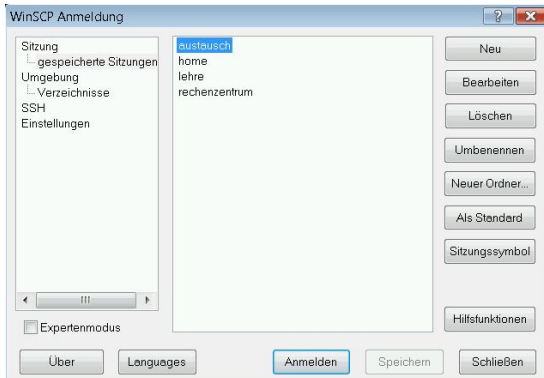 WinSCP Anmeldung
Sitzung
gespeicherte Sitzungen
Umgebung
Verzeichnisse
SSH
Einstellungen
Expertenmodus
austausch
home
lehre
rechenzentrum
Neu
Bearbeiten
Löschen
Umbenennen
Neuer Ordner...
Als Standard
Sitzungssymbol
Hilfsfunktionen
Über
Languages
Anmelden
Speichern
Schließen